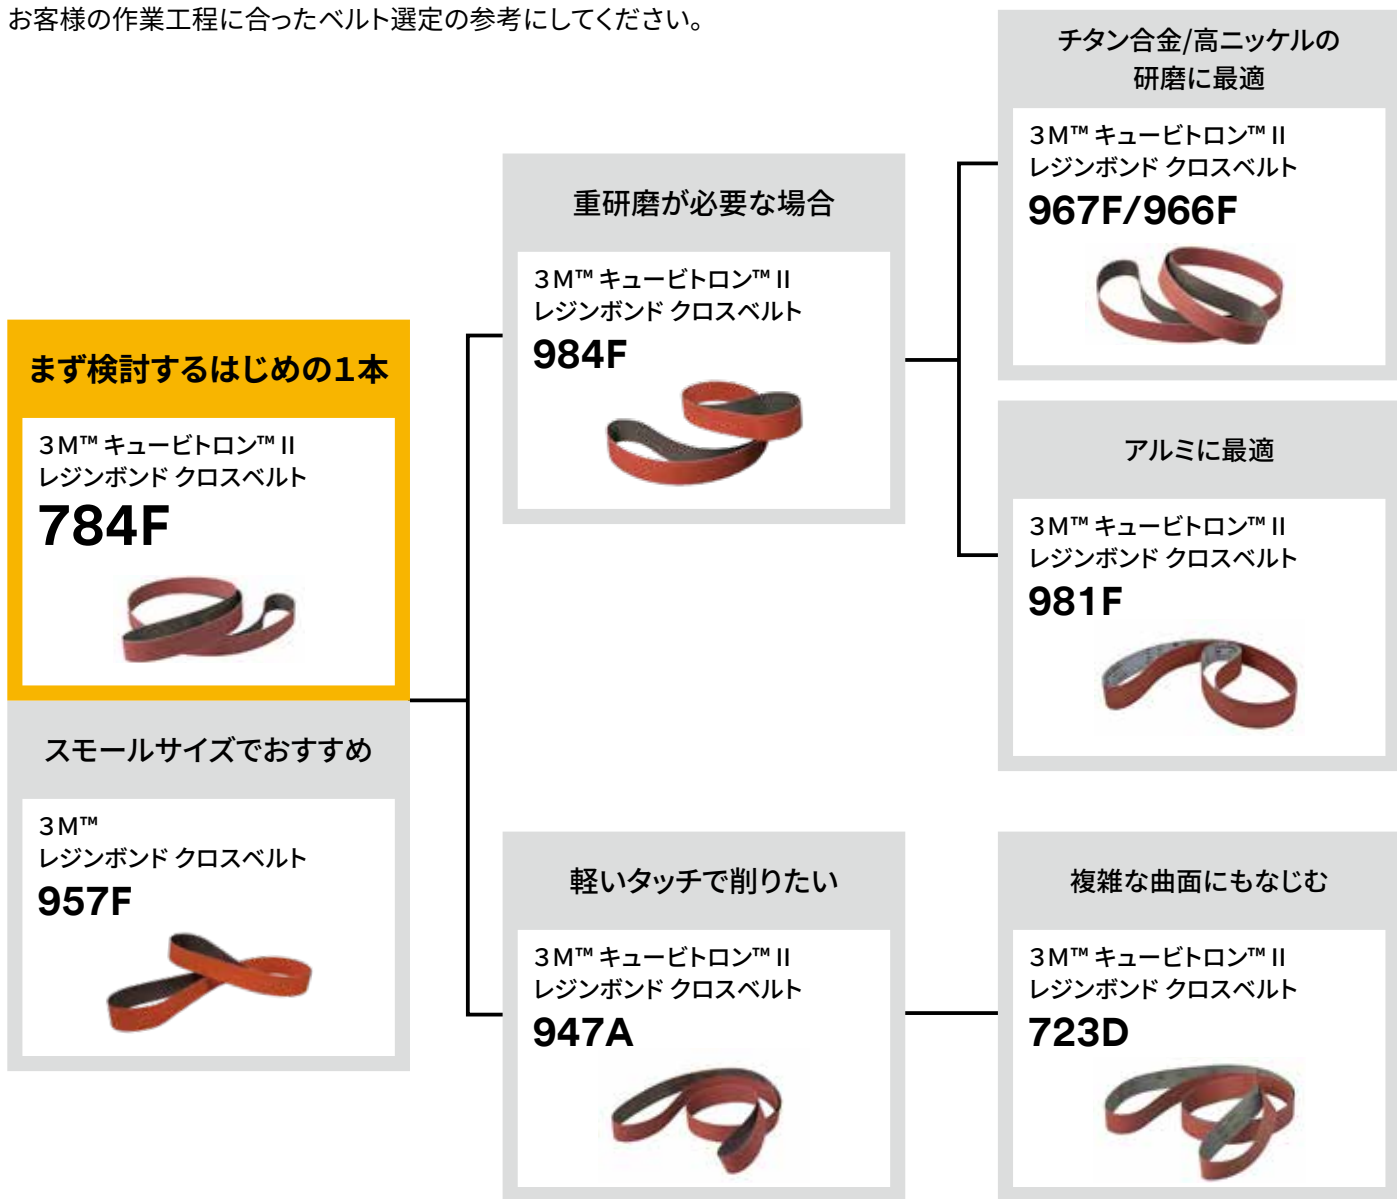 お客様の作業工程に合ったベルト選定の参考にしてください。
まず検討するはじめの1本
3M™ キュービトロン™ II
レジンボンド クロスベルト
784F
スモールサイズでおすすめ
3M™
レジンボンド クロスベルト
957F
重研磨が必要な場合
3M™ キュービトロン™ II
レジンボンド クロスベルト
984F
チタン合金/高ニッケルの
研磨に最適
3M™ キュービトロン™ II
レジンボンド クロスベルト
967F/966F
アルミに最適
3M™ キュービトロン™ II
レジンボンド クロスベルト
981F
軽いタッチで削りたい
3M™ キュービトロン™ II
レジンボンド クロスベルト
947A
複雑な曲面にもなじむ
3M™ キュービトロン™ II
レジンボンド クロスベルト
723D